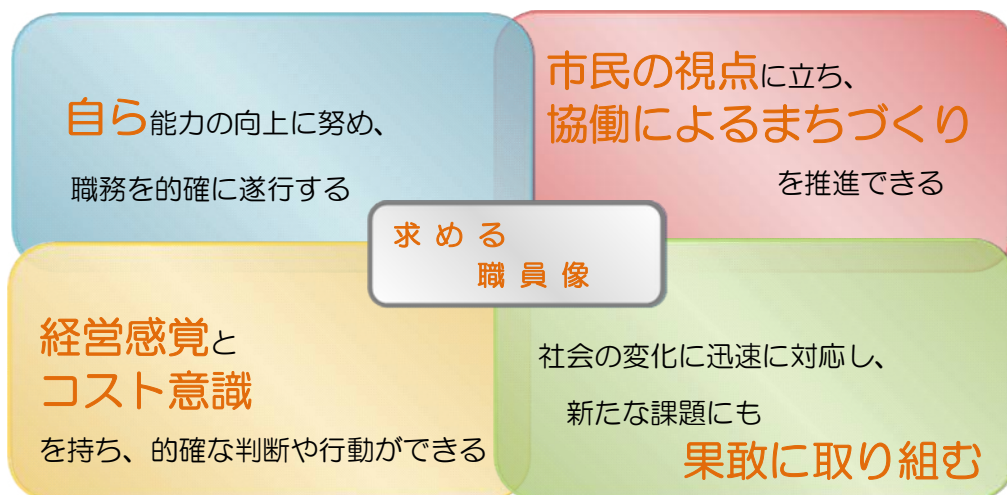 自ら能力の向上に努め、
職務を的確に遂行する
市民の視点に立ち、
協働によるまちづくり
を推進できる
求める
職員像
経営感覚と
コスト意識
を持ち、的確な判断や行動ができる
社会の変化に迅速に対応し、
新たな課題にも
果敢に取り組む